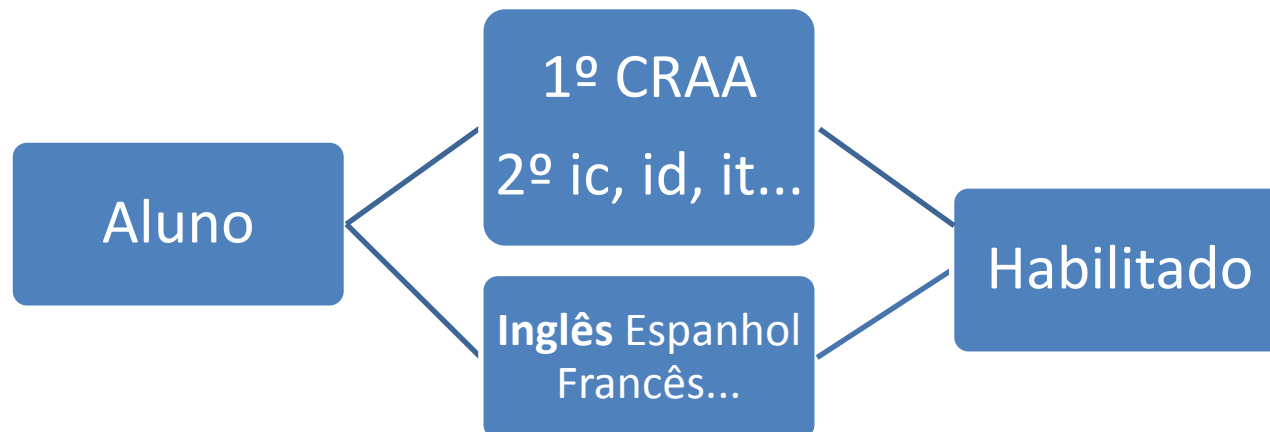 Aluno
1º CRAA
2º ic, id, it...
Inglês Espanhol
Francês...
Habilitado